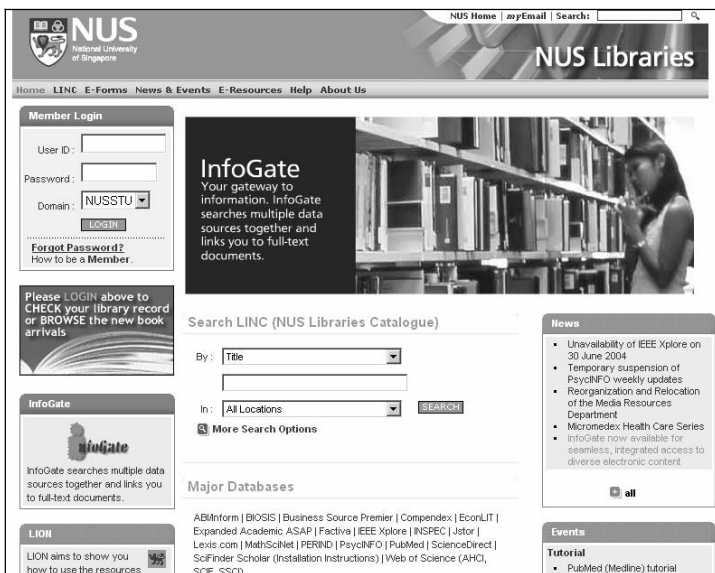 NUS Home | myEmail | Search:
NUS
National University
of Singapore
NUS Libraries
Home LINC E-Forms News & Events E-Resources Help About Us
Member Login
User ID :
Password :
Domain : NUSSTU
LOGIN
Forgot Password?
How to be a Member.
Please LOGIN above to
CHECK your library record
or BROWSE the new book
arrivals
InfoGate
InfoGate
InfoGate searches multiple data
sources together and links you
to full-text documents.
LION
LION aims to show you
how to use the resources
InfoGate
Your gateway to
information. InfoGate
searches multiple data
sources together and
links you to full-text
documents.
Search LINC (NUS Libraries Catalogue)
By : Title
In : All Locations SEARCH
More Search Options
Major Databases
ABI/Inform | BIOSIS | Business Source Premier | Compendex | EconLIT |
Expanded Academic ASAP | Factiva | IEEE Xplore | INSPEC | Jstor |
Lexis.com | MathSciNet | PERIND | PsycINFO | PubMed | ScienceDirect |
SciFinder Scholar (Installation Instructions) | Web of Science (AHCI,
SCIE, SSCI)
News
Unavailability of IEEE Xplore on
30 June 2004
Temporary suspension of
PsycINFO weekly updates
Reorganization and Relocation
of the Media Resources
Department
Micromedex Health Care Series
InfoGate now available for
seamless, integrated access to
diverse electronic content
all
Events
Tutorial
PubMed (Medline) tutorial